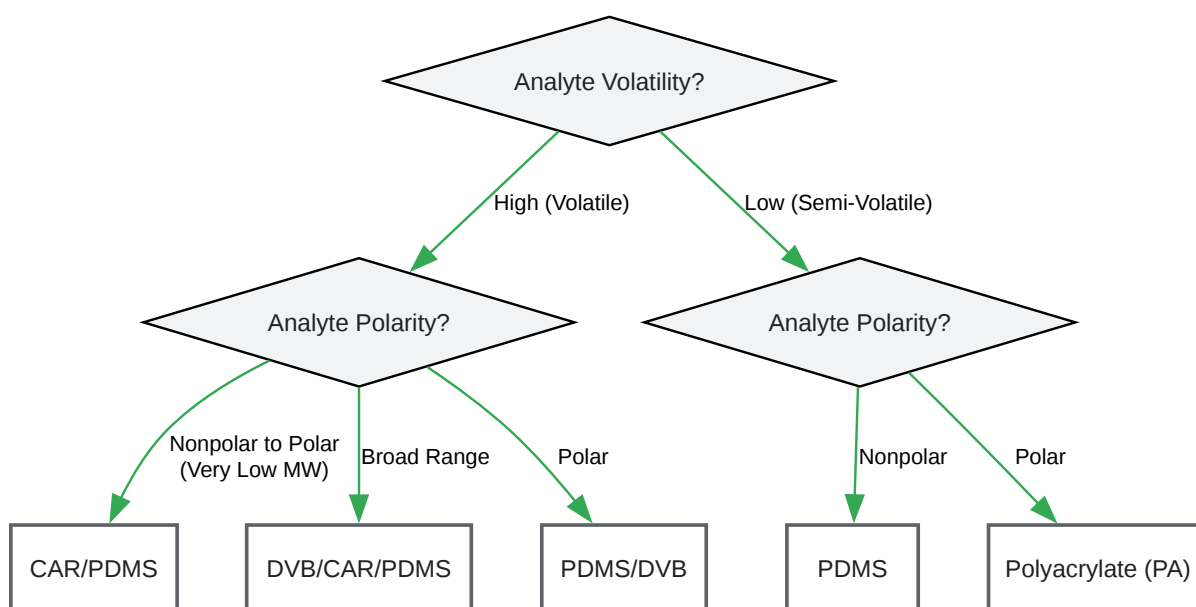 Analyte Volatility?
High (Volatile)
Low (Semi-Volatile)
Analyte Polarity?
Analyte Polarity?
Nonpolar to Polar
(Very Low MW)
Broad Range
Polar
Nonpolar
Polar
CAR/PDMS
DVB/CAR/PDMS
PDMS/DVB
PDMS
Polyacrylate (PA)